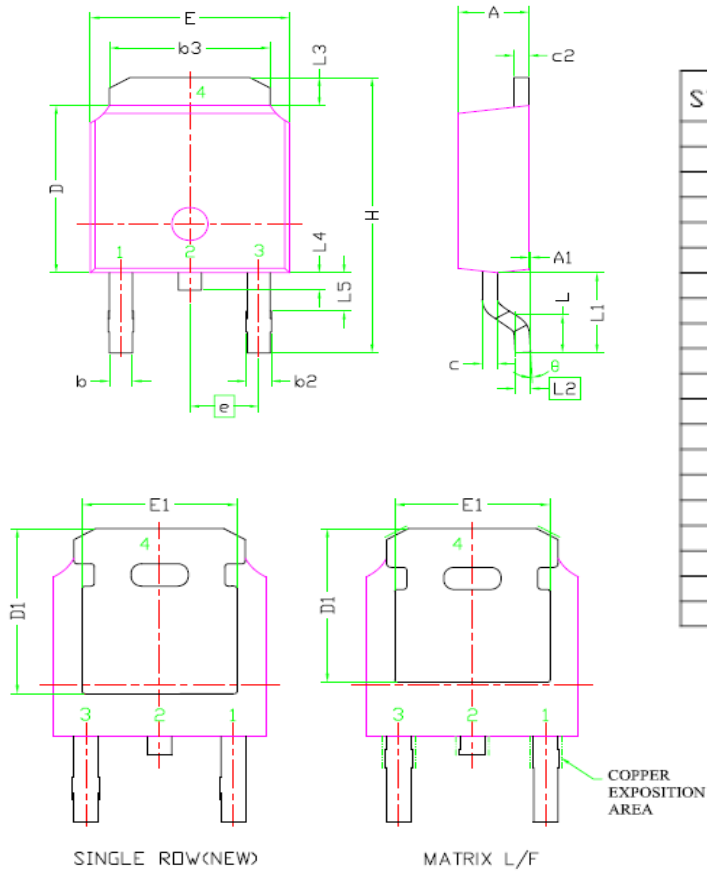 E
b3
L3
4
D
H
1
2
3
L4
L5
b
b2
e
A
c2
A1
L
L1
c
θ
L2
S
E1
4
D1
3
2
1
SINGLE ROW(NEW)
E1
4
D1
3
2
1
COPPER
EXPOSITION
AREA
MATRIX L/F